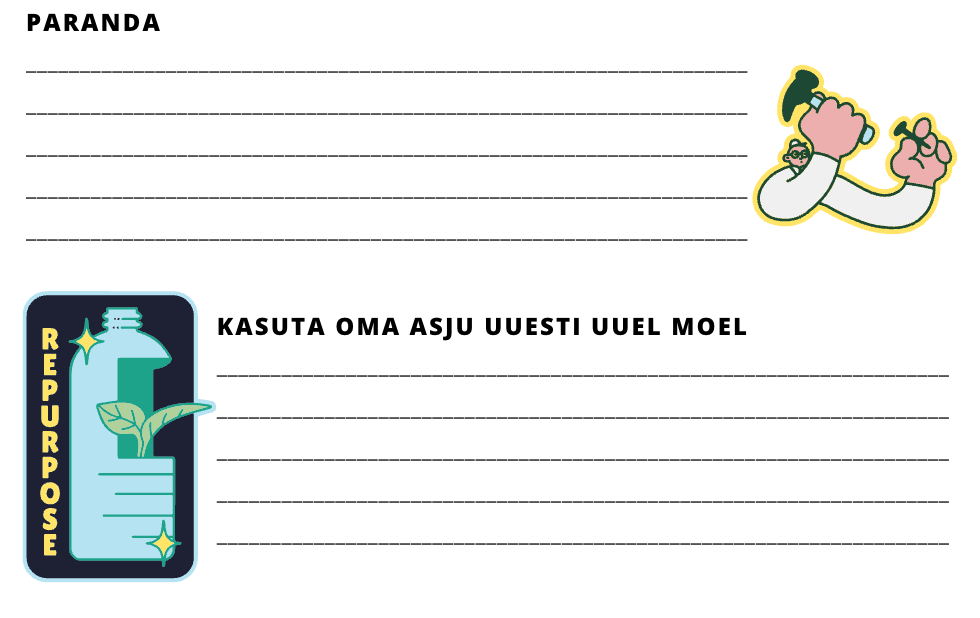 PARANDA
KASUTA OMA ASJU UUESTI UUEL MOEL
REPURPOSE